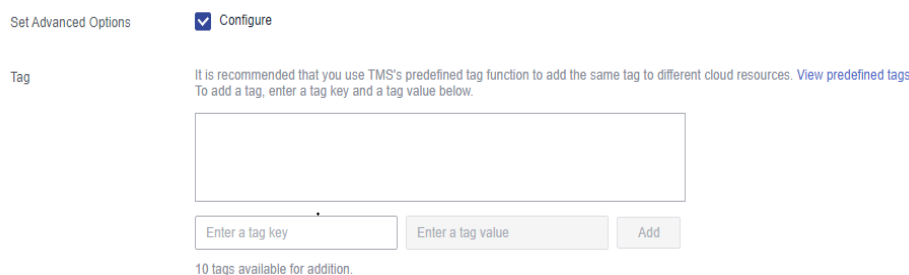 Set Advanced Options
Configure
Tag
It is recommended that you use TMS's predefined tag function to add the same tag to different cloud resources. View predefined tags
To add a tag, enter a tag key and a tag value below.
Enter a tag key
Enter a tag value
Add
10 tags available for addition.